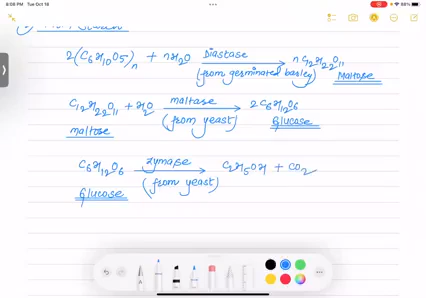 8:08 PM Tue Oct 18
2(C6H10O5)n + nH2O Diastase (from germinated barley) n C12H22O11 Maltose
C12H22O11 + H2O maltase (from yeast) 2 C6H12O6 Glucose
maltose
C6H12O6 zymase (from yeast) C2H5OH + CO2
Glucose